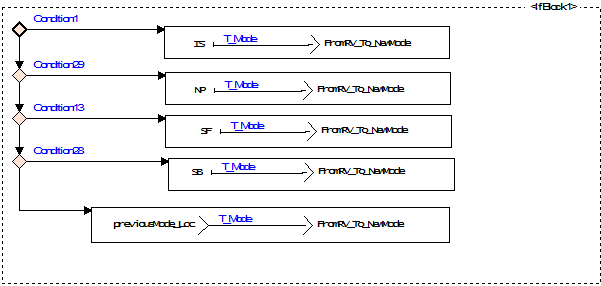 <IfBlock1>
Condition1
IS T_Mode FromRV_To_NewMode
Condition29
NP T_Mode FromRV_To_NewMode
Condition13
SF T_Mode FromRV_To_NewMode
Condition28
SB T_Mode FromRV_To_NewMode
previousMode_Loc T_Mode FromRV_To_NewMode